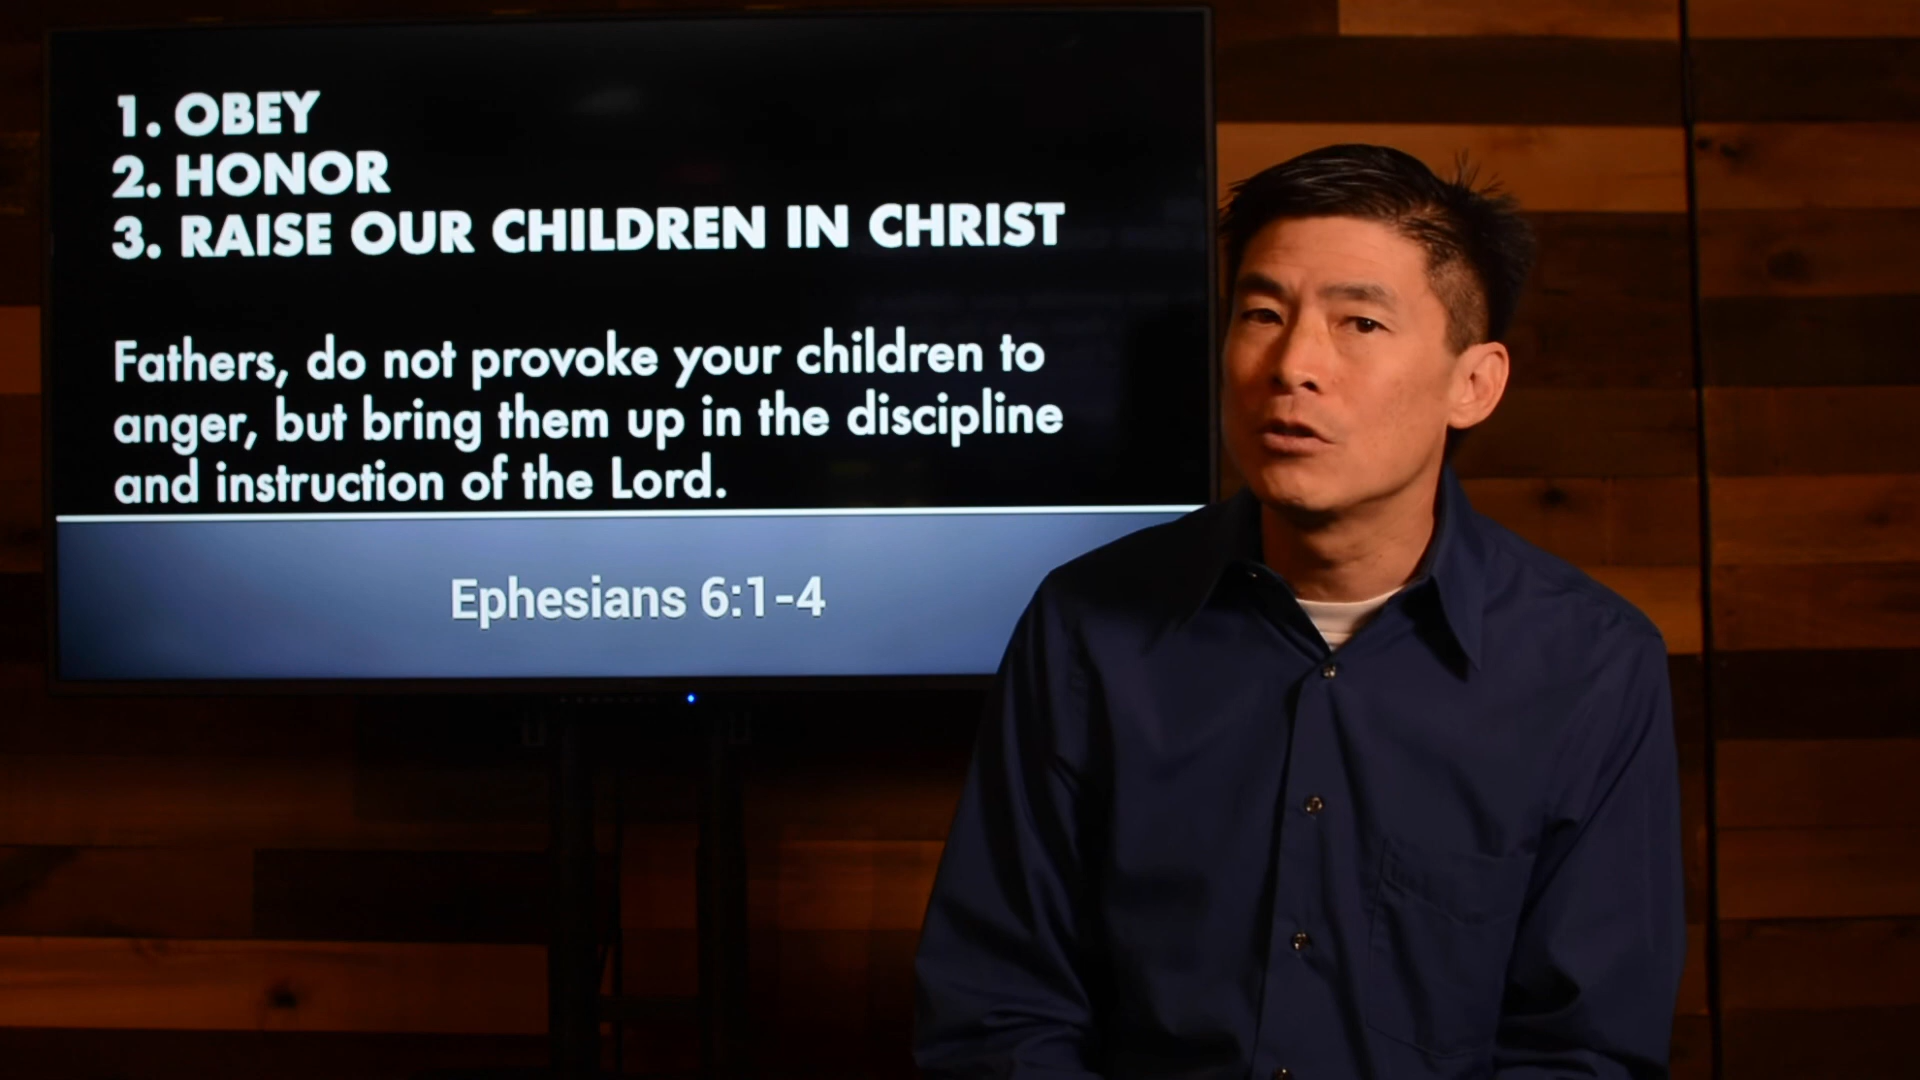 1. OBEY
2. HONOR
3. RAISE OUR CHILDREN IN CHRIST
Fathers, do not provoke your children to
anger, but bring them up in the discipline
and instruction of the Lord.
Ephesians 6:1-4